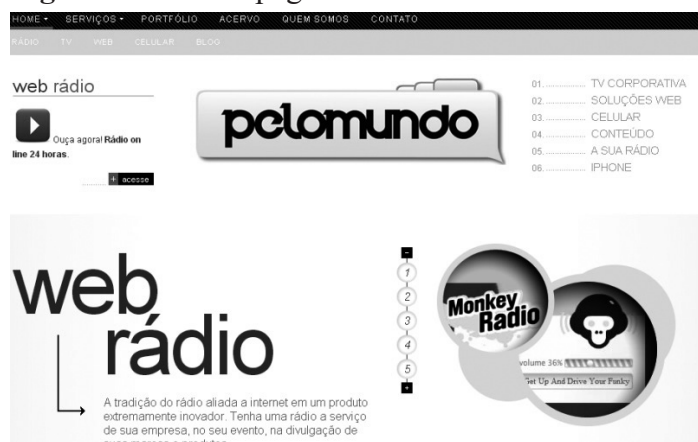 HOME SERVIÇOS PORTFÓLIO ACERVO QUEM SOMOS CONTATO
RÁDIO TV WEB CELULAR BLOG
web rádio
Ouça agora! Rádio on
line 24 horas.
+ acesse
pelomundo
01. ................ TV CORPORATIVA
02. ................ SOLUÇÕES WEB
03. ................ CELULAR
04. ................ CONTEÚDO
05. ................ A SUA RÁDIO
06. ................ IPHONE
web
rádio
A tradição do rádio aliada a internet em um produto
extremamente inovador. Tenha uma rádio a serviço
de sua empresa, no seu evento, na divulgação de
-
1
2
3
4
5
+
Monkey
Radio
volume 36%
Get Up And Drive Your Funky